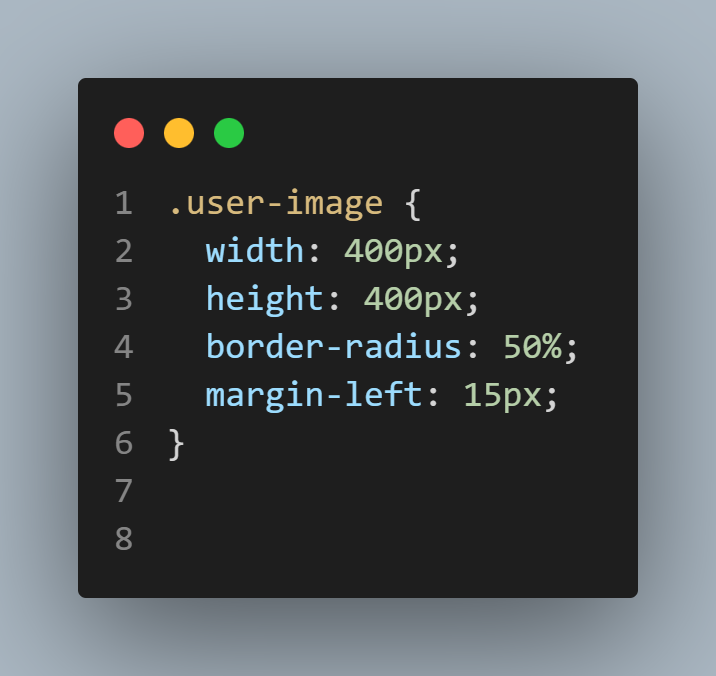 1 .user-image {
2   width: 400px;
3   height: 400px;
4   border-radius: 50%;
5   margin-left: 15px;
6 }
7
8